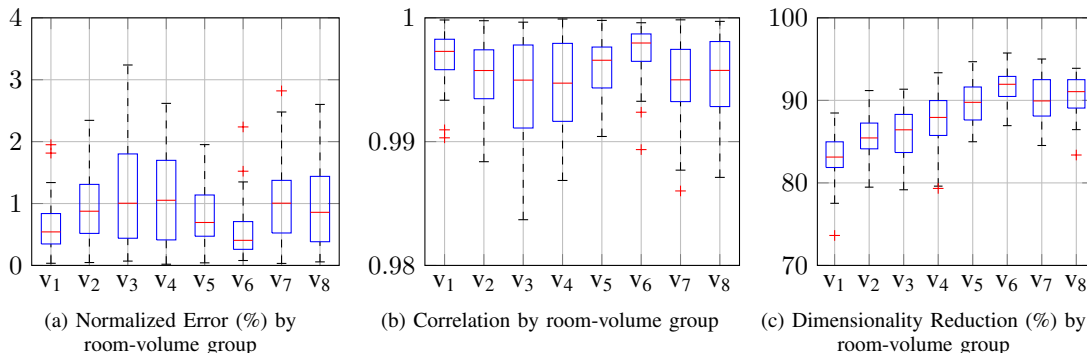 4
3
2
1
0
v1 v2 v3 v4 v5 v6 v7 v8
(a) Normalized Error (%) by
room-volume group
1
0.99
0.98
v1 v2 v3 v4 v5 v6 v7 v8
(b) Correlation by room-volume group
100
90
80
70
v1 v2 v3 v4 v5 v6 v7 v8
(c) Dimensionality Reduction (%) by
room-volume group